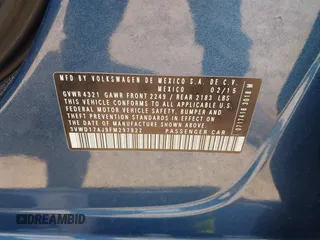 MFD BY VOLKSWAGEN DE MEXICO S.A. DE C.V.
MEXICO 02/15
GVWR 4321 GAWR FRONT 2249 / REAR 2183 LBS
THIS VEHICLE CONFORMS TO ALL APPLICABLE U.S.
FEDERAL MOTOR VEHICLE SAFETY, BUMPER, AND
THEFT PREVENTION STANDARDS IN EFFECT ON THE
DATE OF MANUFACTURE SHOWN ABOVE.
PASSENGER CAR
DREAMBID